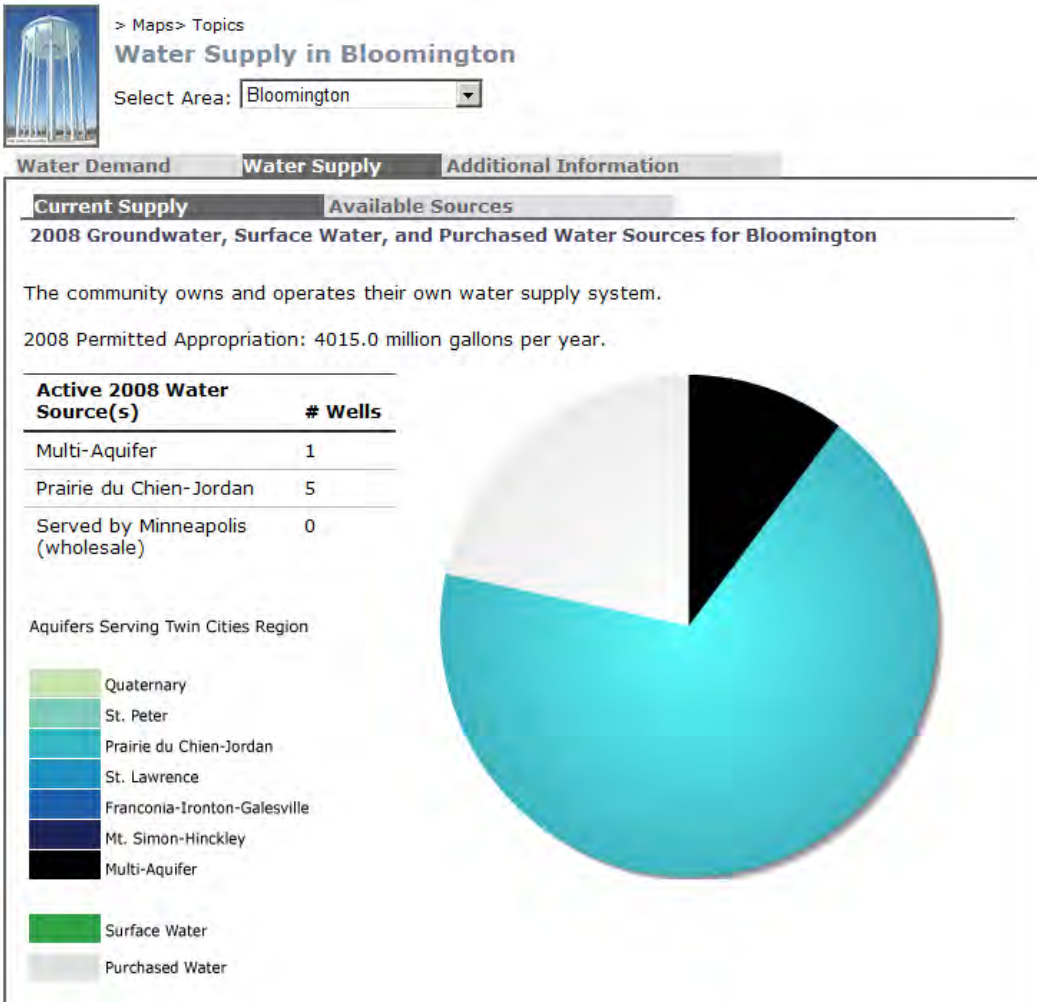 > Maps> Topics
Water Supply in Bloomington
Select Area: Bloomington
Water Demand Water Supply Additional Information
Current Supply Available Sources
2008 Groundwater, Surface Water, and Purchased Water Sources for Bloomington
The community owns and operates their own water supply system.
2008 Permitted Appropriation: 4015.0 million gallons per year.
Active 2008 Water
Source(s) # Wells
Multi-Aquifer 1
Prairie du Chien-Jordan 5
Served by Minneapolis 0
(wholesale)
Aquifers Serving Twin Cities Region
Quaternary
St. Peter
Prairie du Chien-Jordan
St. Lawrence
Franconia-Ironton-Galesville
Mt. Simon-Hinckley
Multi-Aquifer
Surface Water
Purchased Water